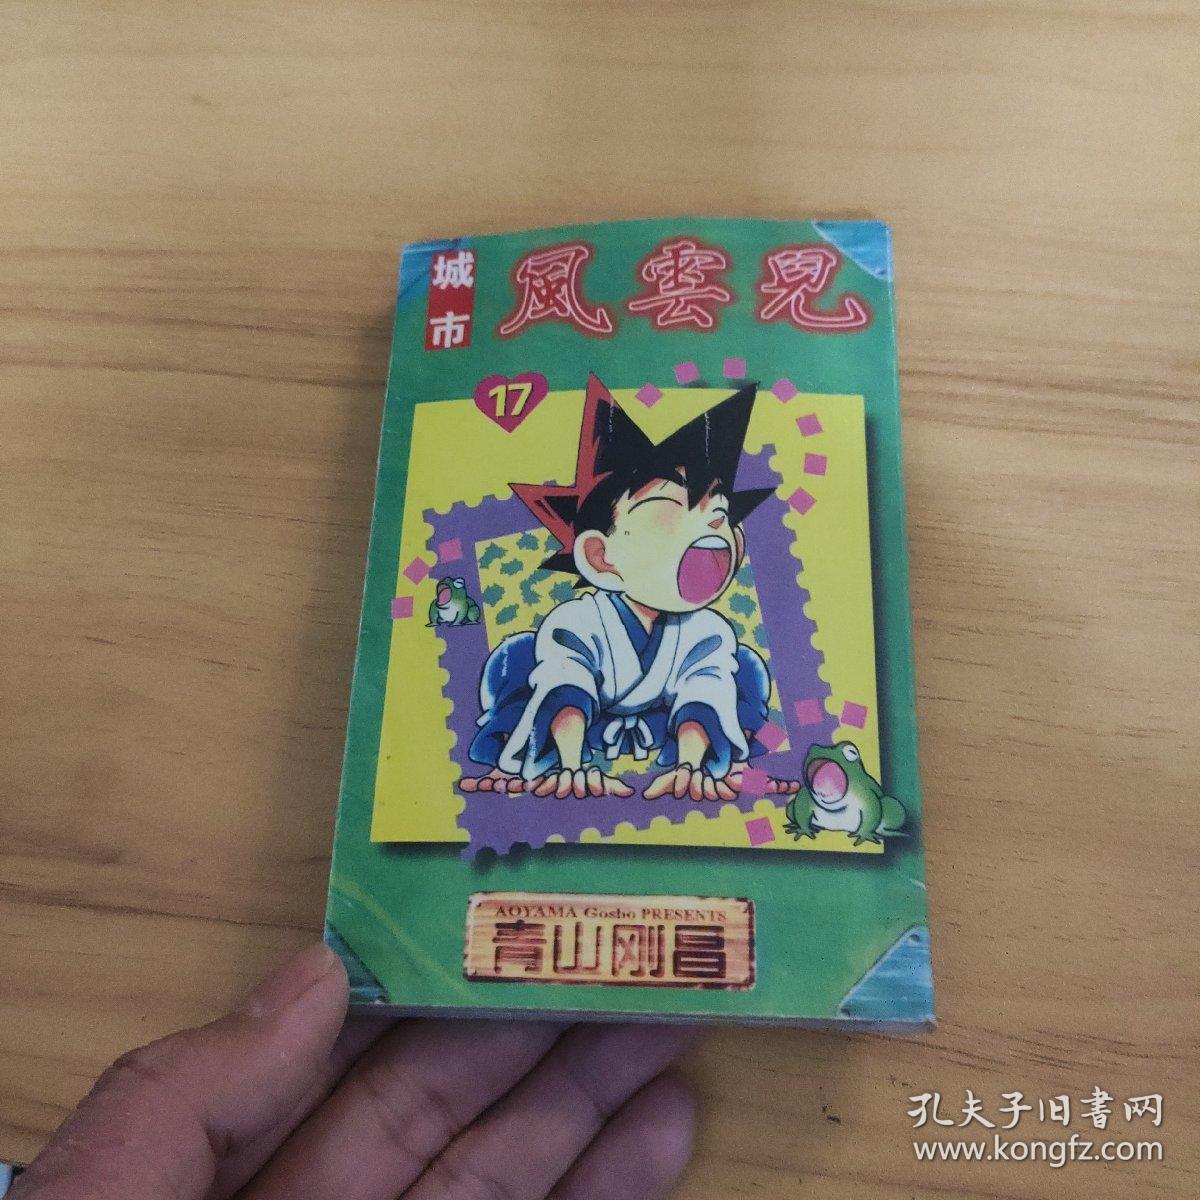 城市
風雲兒
17
AOYAMA Gosho PRESENTS
青山刚昌
孔夫子旧書网
www.kongfz.com